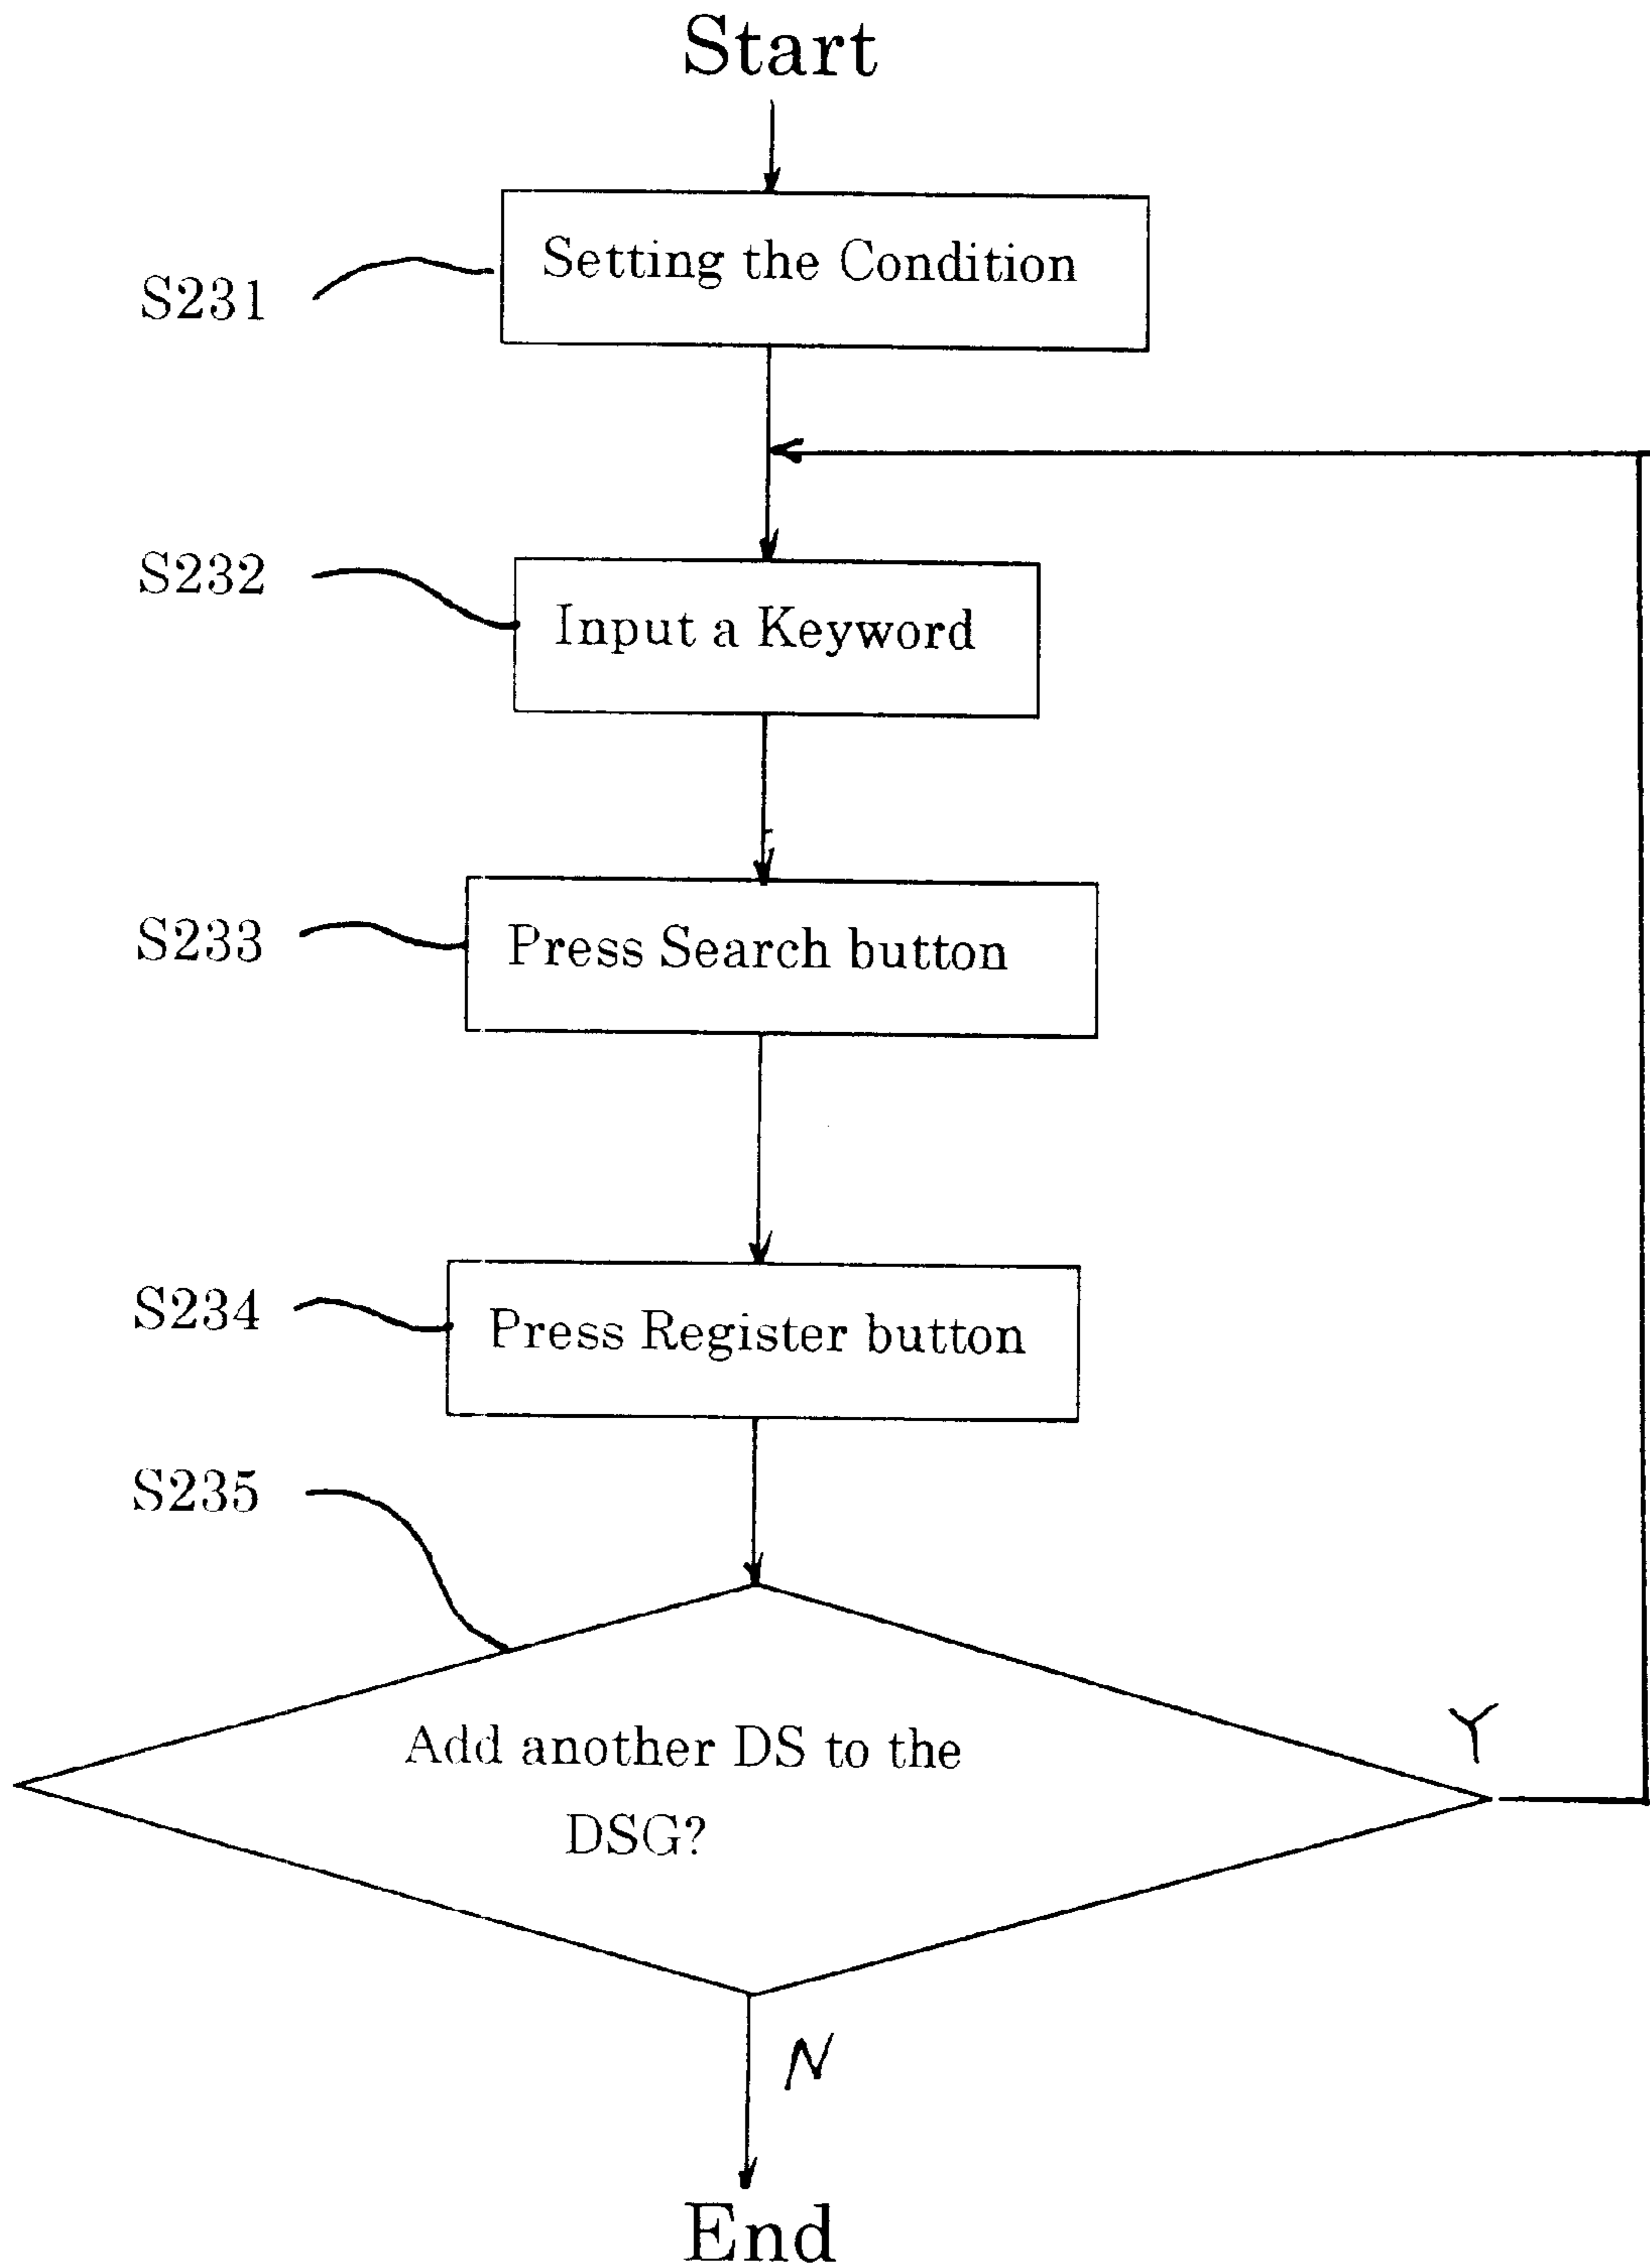 Start
S231
Setting the Condition
S232
Input a Keyword
S233
Press Search button
S234
Press Register button
S235
Add another DS to the
DSG?
Y
N
End